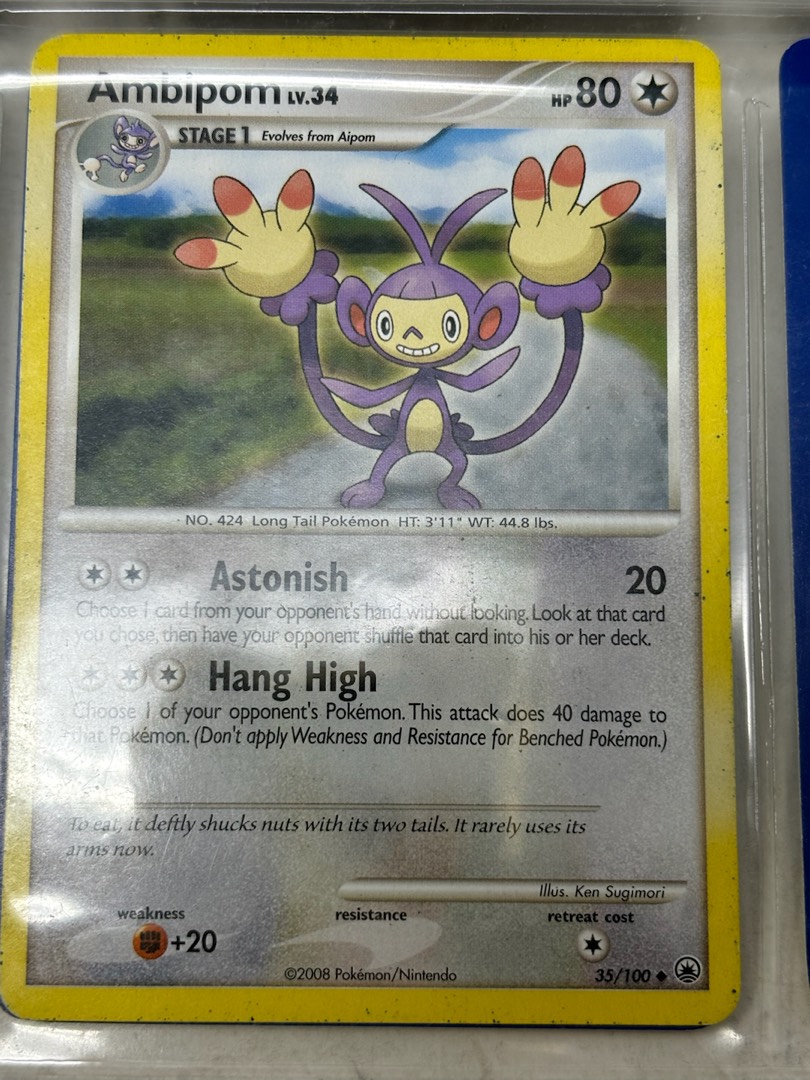 Ambipom LV.34 HP 80
STAGE 1 Evolves from Aipom
NO. 424 Long Tail Pokémon HT: 3'11" WT: 44.8 lbs.
Astonish 20
Choose 1 card from your opponent's hand without looking. Look at that card
you chose, then have your opponent shuffle that card into his or her deck.
Hang High
Choose 1 of your opponent's Pokémon. This attack does 40 damage to
that Pokémon. (Don't apply Weakness and Resistance for Benched Pokémon.)
To eat, it deftly shucks nuts with its two tails. It rarely uses its
arms now.
Illus. Ken Sugimori
weakness resistance retreat cost
+20
©2008 Pokémon/Nintendo 35/100